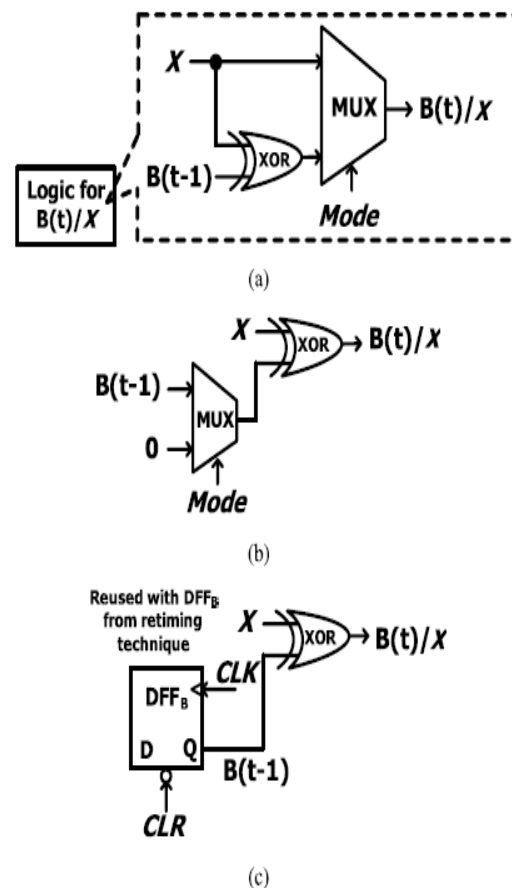 X
MUX
B(t)/X
XOR
B(t-1)
Mode
Logic for
B(t)/X
(a)
X
XOR
B(t)/X
B(t-1)
MUX
0
Mode
(b)
Reused with DFFB
from retiming
technique
X
XOR
B(t)/X
CLK
DFFB
D Q
B(t-1)
CLR
(c)